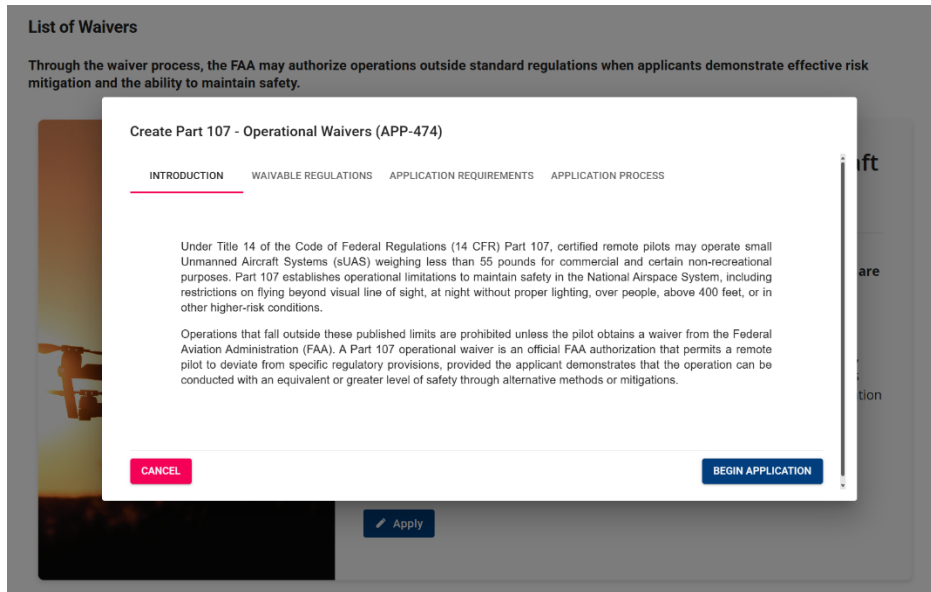 List of Waivers
Through the waiver process, the FAA may authorize operations outside standard regulations when applicants demonstrate effective risk
mitigation and the ability to maintain safety.
Create Part 107 - Operational Waivers (APP-474)
INTRODUCTION WAIVABLE REGULATIONS APPLICATION REQUIREMENTS APPLICATION PROCESS
Under Title 14 of the Code of Federal Regulations (14 CFR) Part 107, certified remote pilots may operate small
Unmanned Aircraft Systems (sUAS) weighing less than 55 pounds for commercial and certain non-recreational
purposes. Part 107 establishes operational limitations to maintain safety in the National Airspace System, including
restrictions on flying beyond visual line of sight, at night without proper lighting, over people, above 400 feet, or in
other higher-risk conditions.
Operations that fall outside these published limits are prohibited unless the pilot obtains a waiver from the Federal
Aviation Administration (FAA). A Part 107 operational waiver is an official FAA authorization that permits a remote
pilot to deviate from specific regulatory provisions, provided the applicant demonstrates that the operation can be
conducted with an equivalent or greater level of safety through alternative methods or mitigations.
CANCEL BEGIN APPLICATION
ift
are
tion
Apply